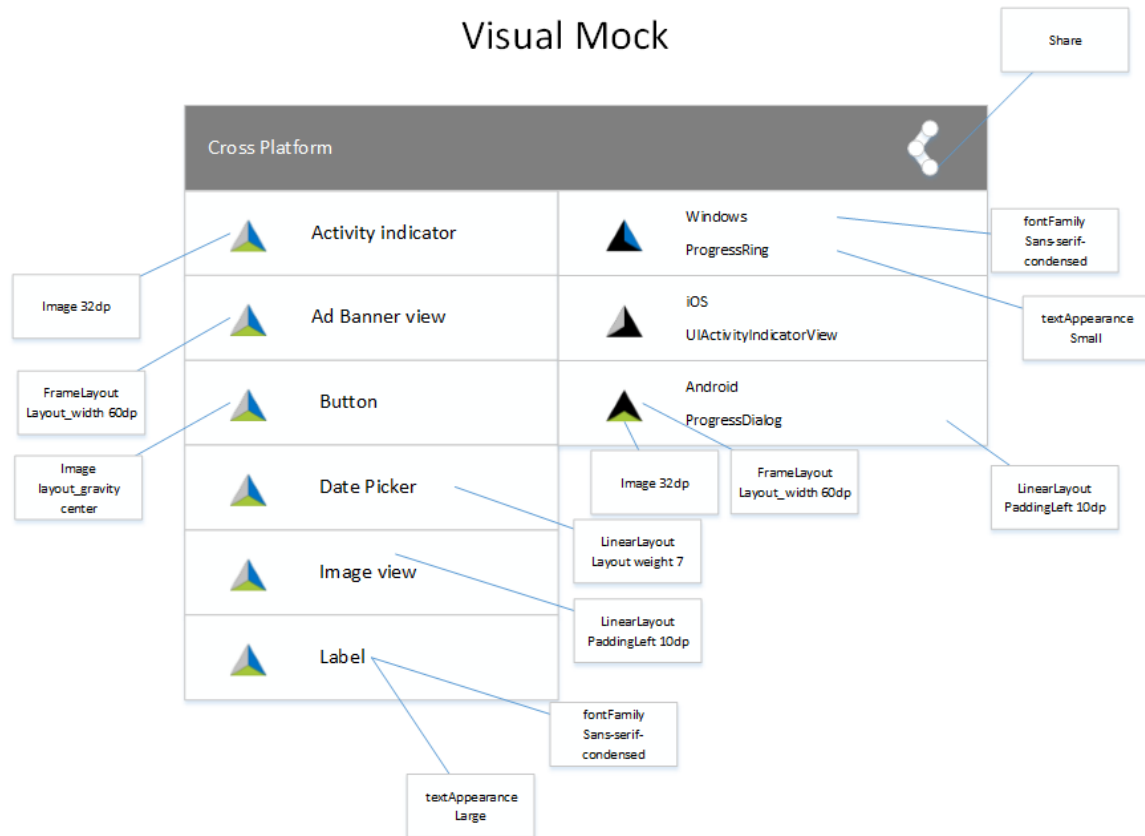 Visual Mock
Share
Cross Platform
Activity indicator
Windows
ProgressRing
fontFamily
Sans-serif-
condensed
Image 32dp
Ad Banner view
iOS
UIActivityIndicatorView
textAppearance
Small
FrameLayout
Layout_width 60dp
Button
Android
ProgressDialog
Image
layout_gravity
center
Date Picker
Image 32dp
FrameLayout
Layout_width 60dp
LinearLayout
PaddingLeft 10dp
LinearLayout
Layout weight 7
Image view
LinearLayout
PaddingLeft 10dp
Label
fontFamily
Sans-serif-
condensed
textAppearance
Large